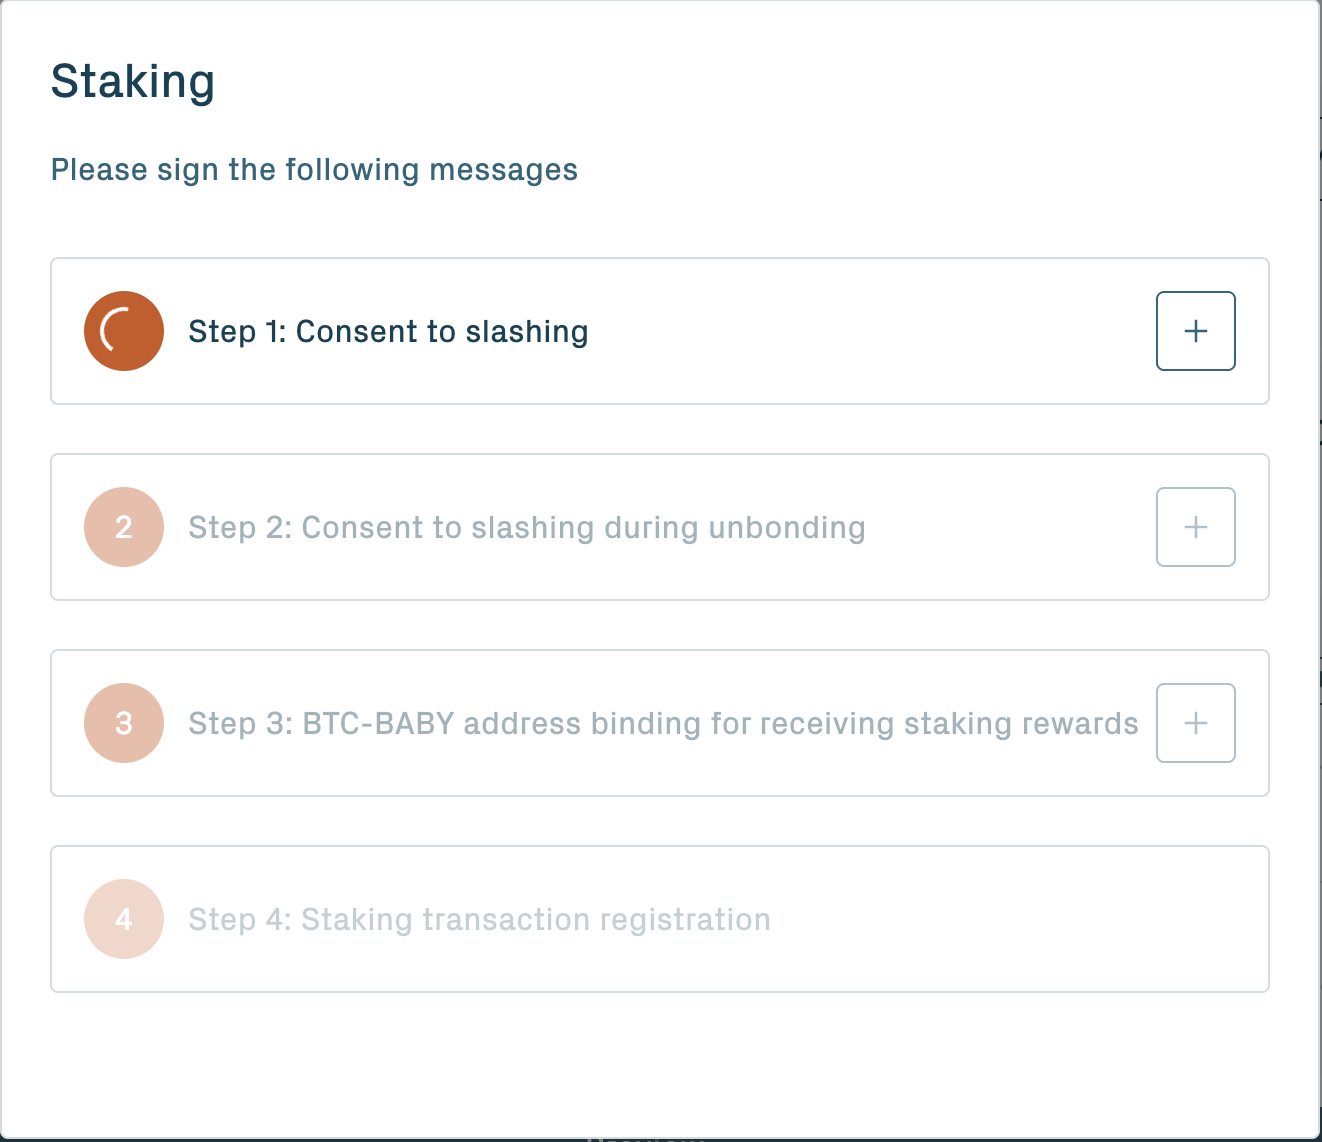 Staking
Please sign the following messages
Step 1: Consent to slashing
2
Step 2: Consent to slashing during unbonding
3
Step 3: BTC-BABY address binding for receiving staking rewards
4
Step 4: Staking transaction registration